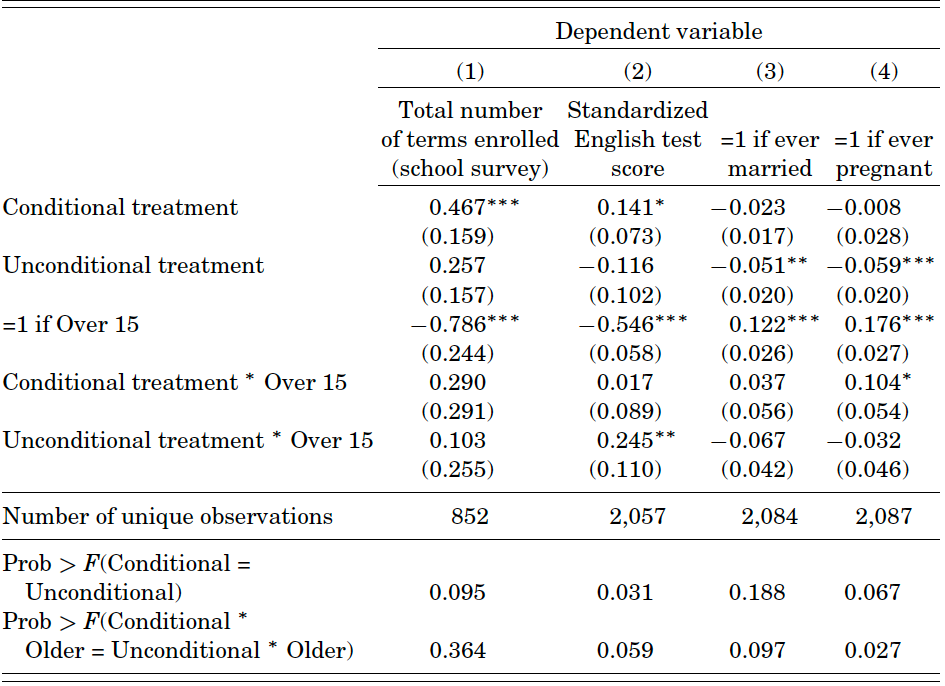 Dependent variable
(1) (2) (3) (4)
Total number Standardized
of terms enrolled English test =1 if ever =1 if ever
(school survey) score married pregnant
Conditional treatment 0.467*** 0.141* −0.023 −0.008
(0.159) (0.073) (0.017) (0.028)
Unconditional treatment 0.257 −0.116 −0.051** −0.059***
(0.157) (0.102) (0.020) (0.020)
=1 if Over 15 −0.786*** −0.546*** 0.122*** 0.176***
(0.244) (0.058) (0.026) (0.027)
Conditional treatment * Over 15 0.290 0.017 0.037 0.104*
(0.291) (0.089) (0.056) (0.054)
Unconditional treatment * Over 15 0.103 0.245** −0.067 −0.032
(0.255) (0.110) (0.042) (0.046)
Number of unique observations 852 2,057 2,084 2,087
Prob > F(Conditional =
Unconditional) 0.095 0.031 0.188 0.067
Prob > F(Conditional *
Older = Unconditional * Older) 0.364 0.059 0.097 0.027